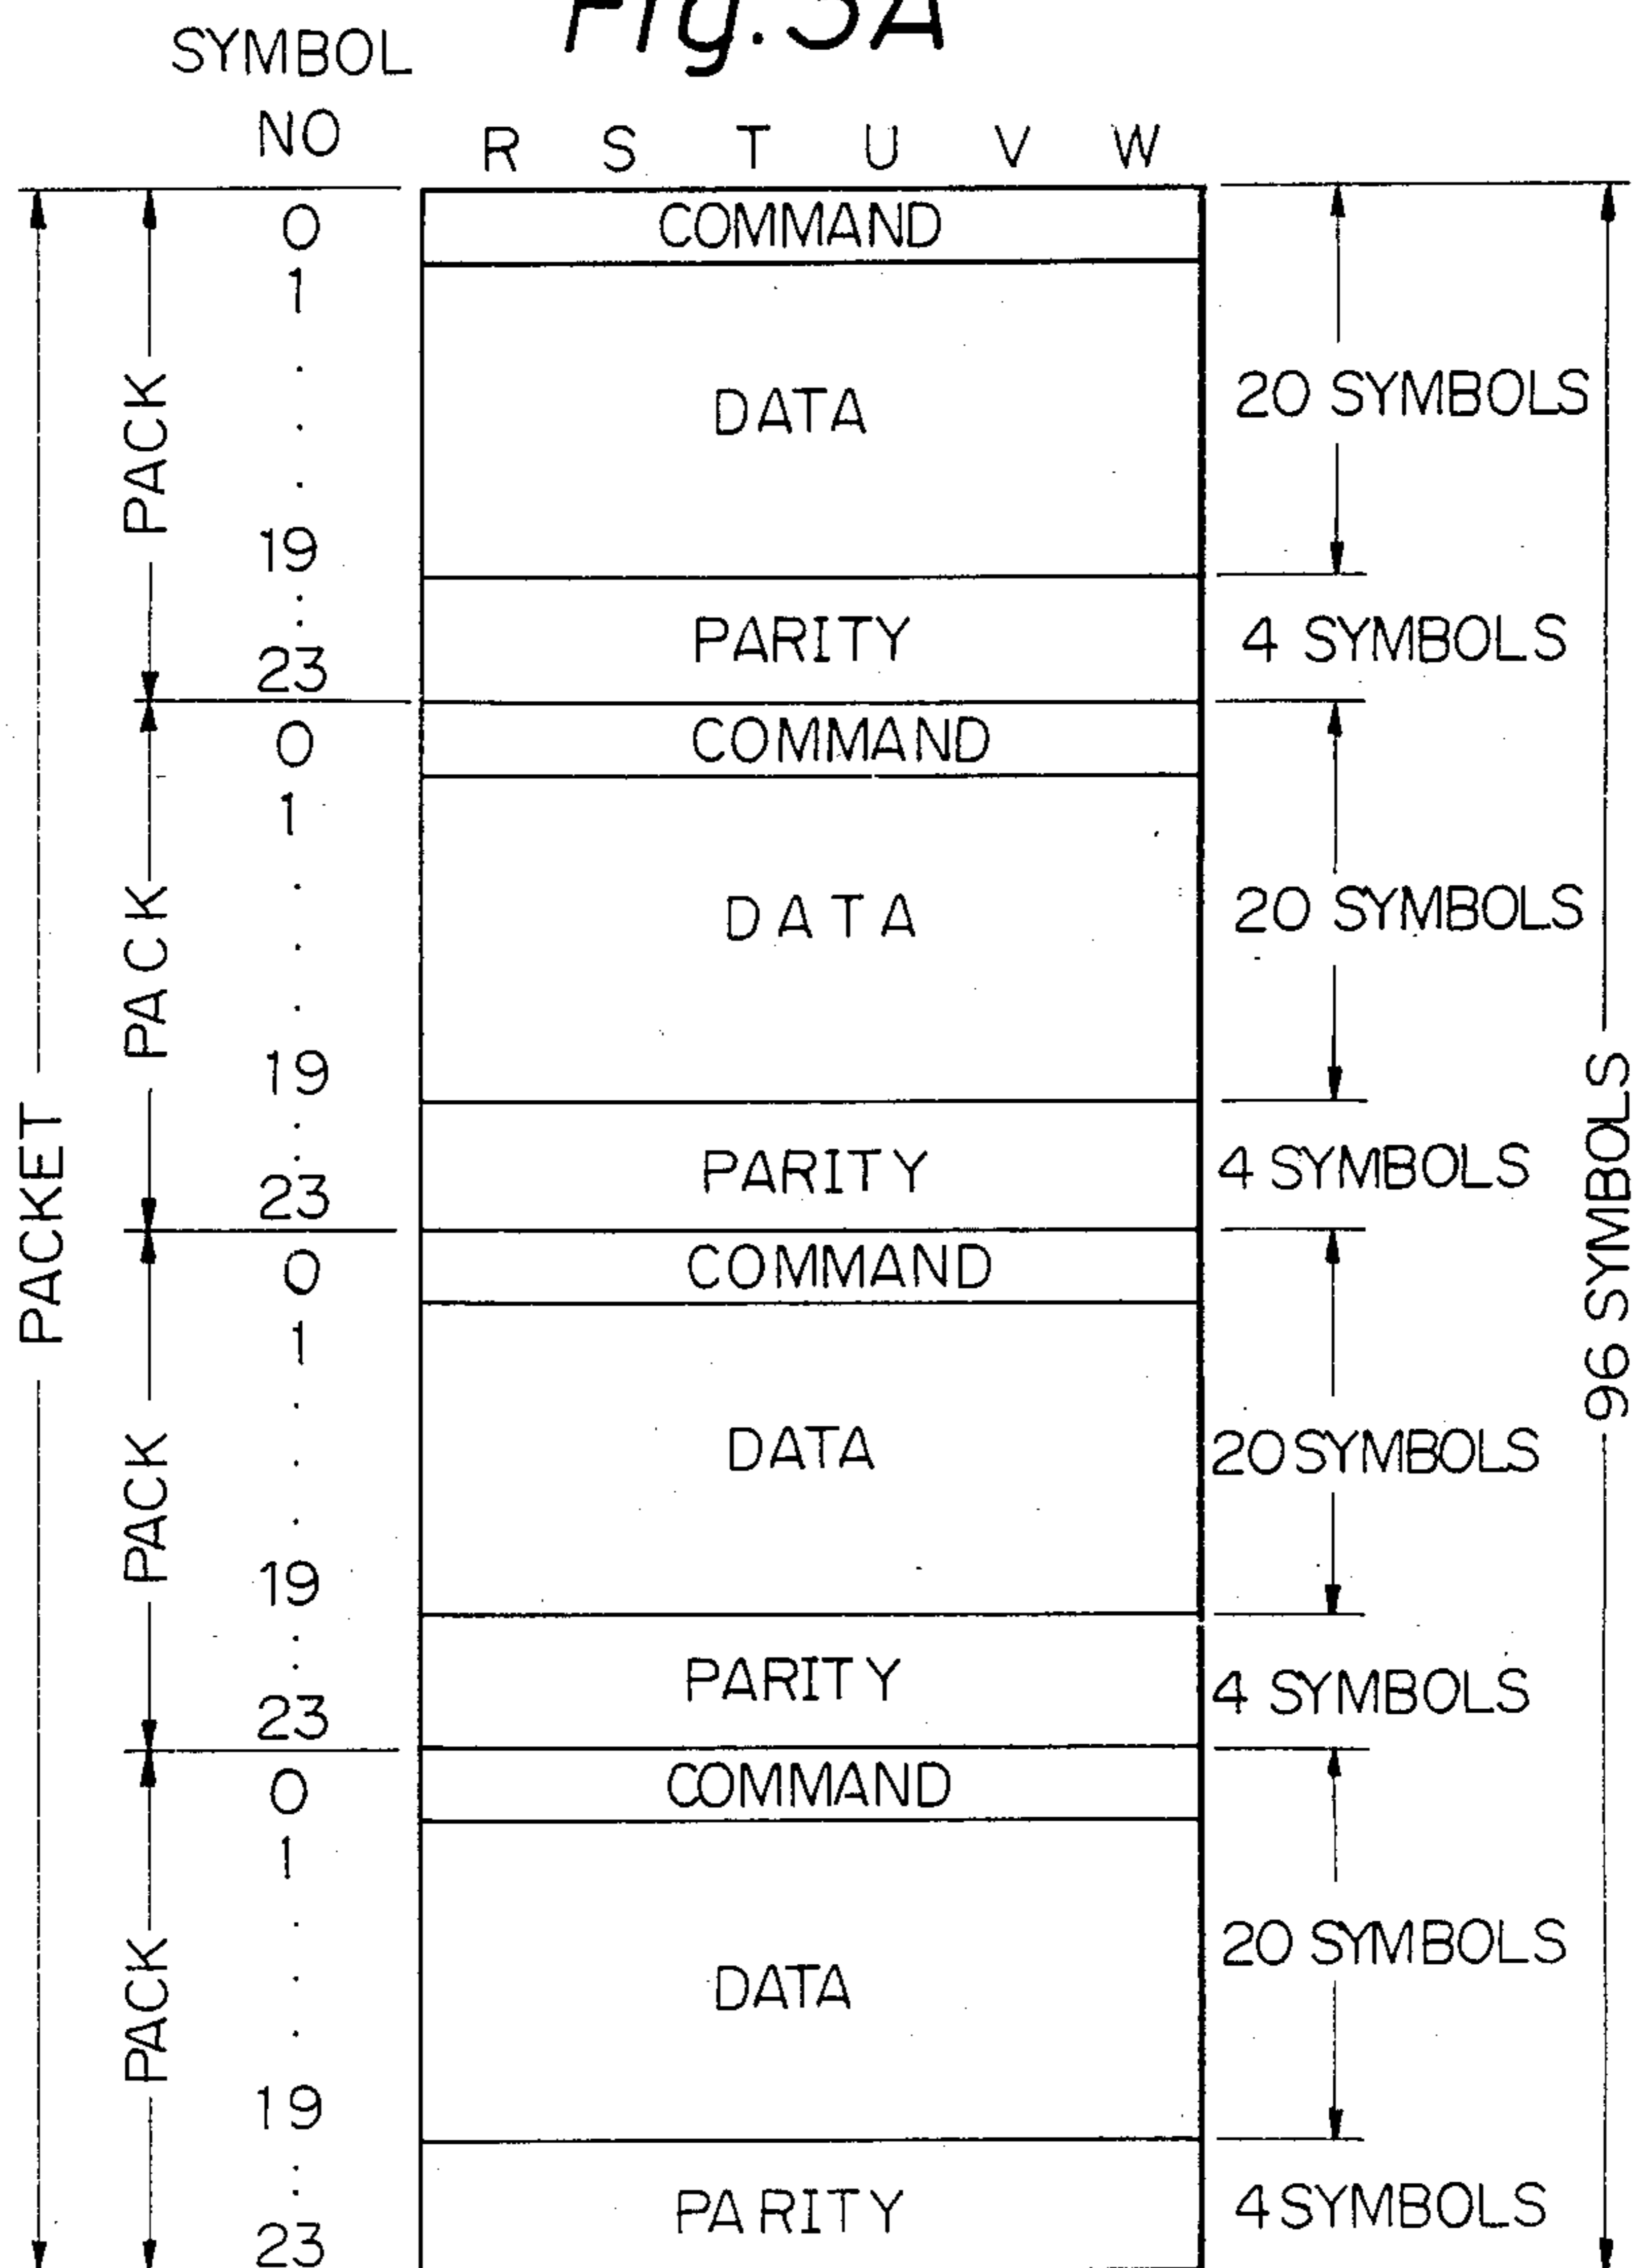 Fig. 3A
SYMBOL
NO
R S T U V W
0 COMMAND
1
DATA
20 SYMBOLS
PACK
19
PARITY
4 SYMBOLS
23
0 COMMAND
1
DATA
20 SYMBOLS
PACK
19
PARITY
4 SYMBOLS
23
PACKET
96 SYMBOLS
0 COMMAND
1
DATA
20 SYMBOLS
PACK
19
PARITY
4 SYMBOLS
23
0 COMMAND
1
DATA
20 SYMBOLS
PACK
19
PARITY
4 SYMBOLS
23